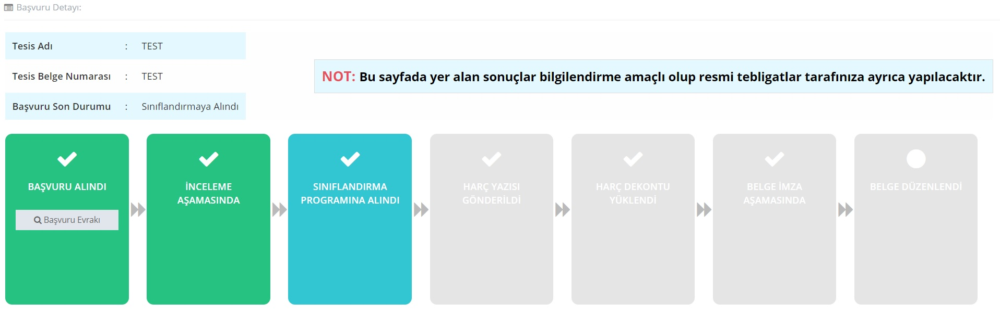 Başvuru Detayı:
Tesis Adı : TEST
Tesis Belge Numarası : TEST
NOT: Bu sayfada yer alan sonuçlar bilgilendirme amaçlı olup resmi tebligatlar tarafınıza ayrıca yapılacaktır.
Başvuru Son Durumu : Sınıflandırmaya Alındı
BAŞVURU ALINDI
Başvuru Evrakı
İNCELEME
AŞAMASINDA
SINIFLANDIRMA
PROGRAMINA ALINDI
HARÇ YAZISI
GÖNDERİLDİ
HARÇ DEKONTU
YÜKLENDİ
BELGE İMZA
AŞAMASINDA
BELGE DÜZENLENDİ